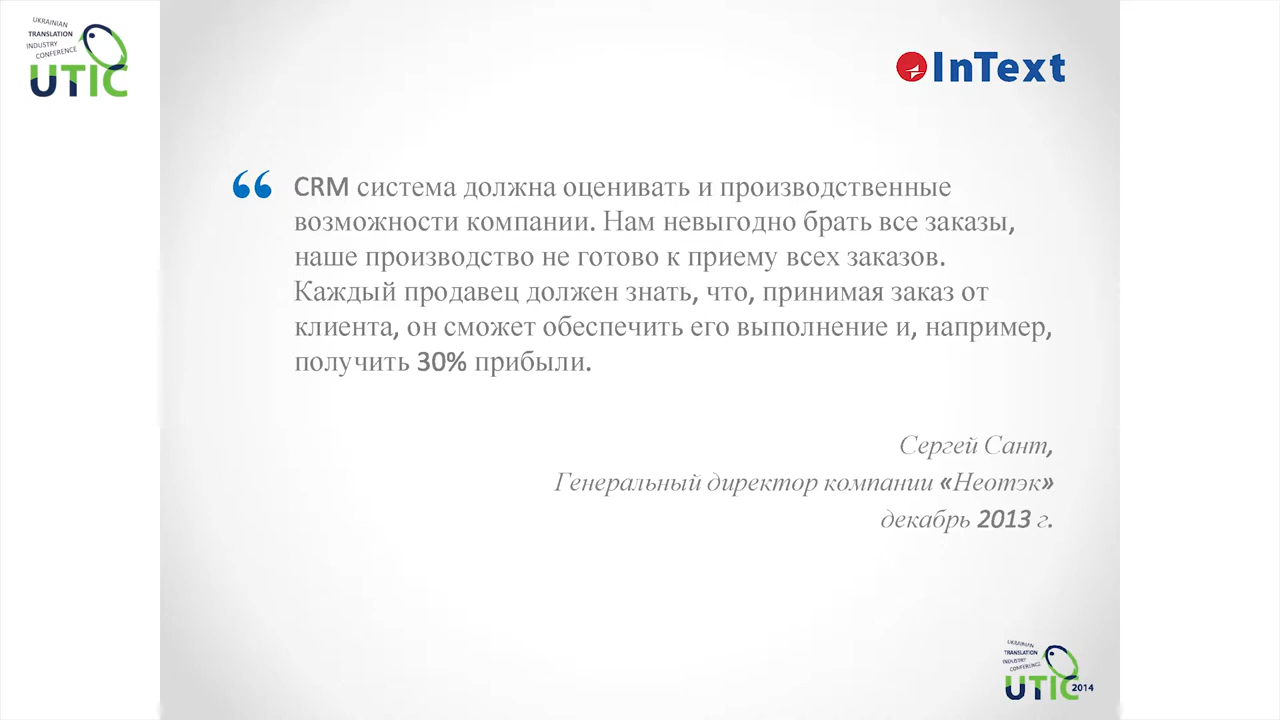 UKRAINIAN
TRANSLATION
INDUSTRY
CONFERENCE
UTIC
InText
“ CRM система должна оценивать и производственные
возможности компании. Нам невыгодно брать все заказы,
наше производство не готово к приему всех заказов.
Каждый продавец должен знать, что, принимая заказ от
клиента, он сможет обеспечить его выполнение и, например,
получить 30% прибыли.
Сергей Сант,
Генеральный директор компании «Неотэк»
декабрь 2013 г.
UKRAINIAN
TRANSLATION
INDUSTRY
CONFERENCE
UTIC 2014